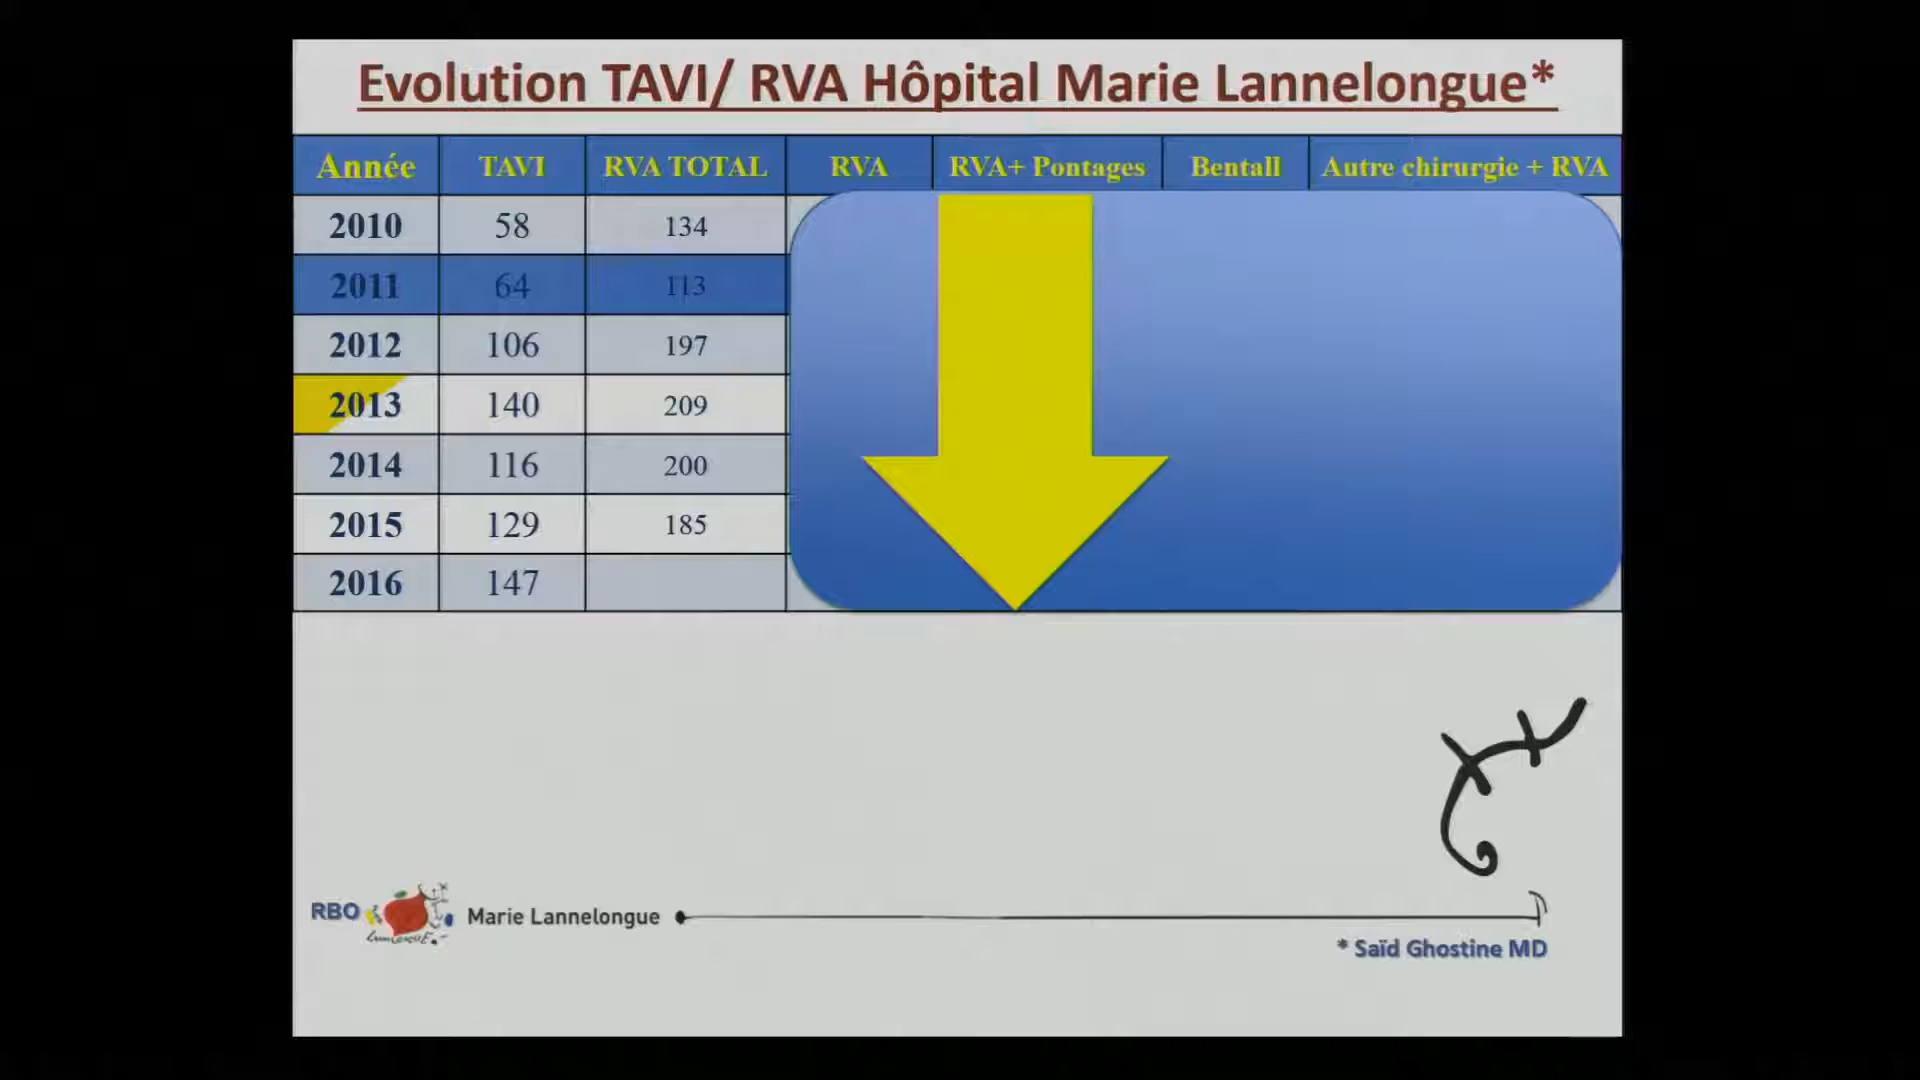 Evolution TAVI/ RVA Hôpital Marie Lannelongue*
Année TAVI RVA TOTAL RVA RVA+ Pontages Bentall Autre chirurgie + RVA
2010 58 134
2011 64 113
2012 106 197
2013 140 209
2014 116 200
2015 129 185
2016 147
RBO Marie Lannelongue
* Saïd Ghostine MD